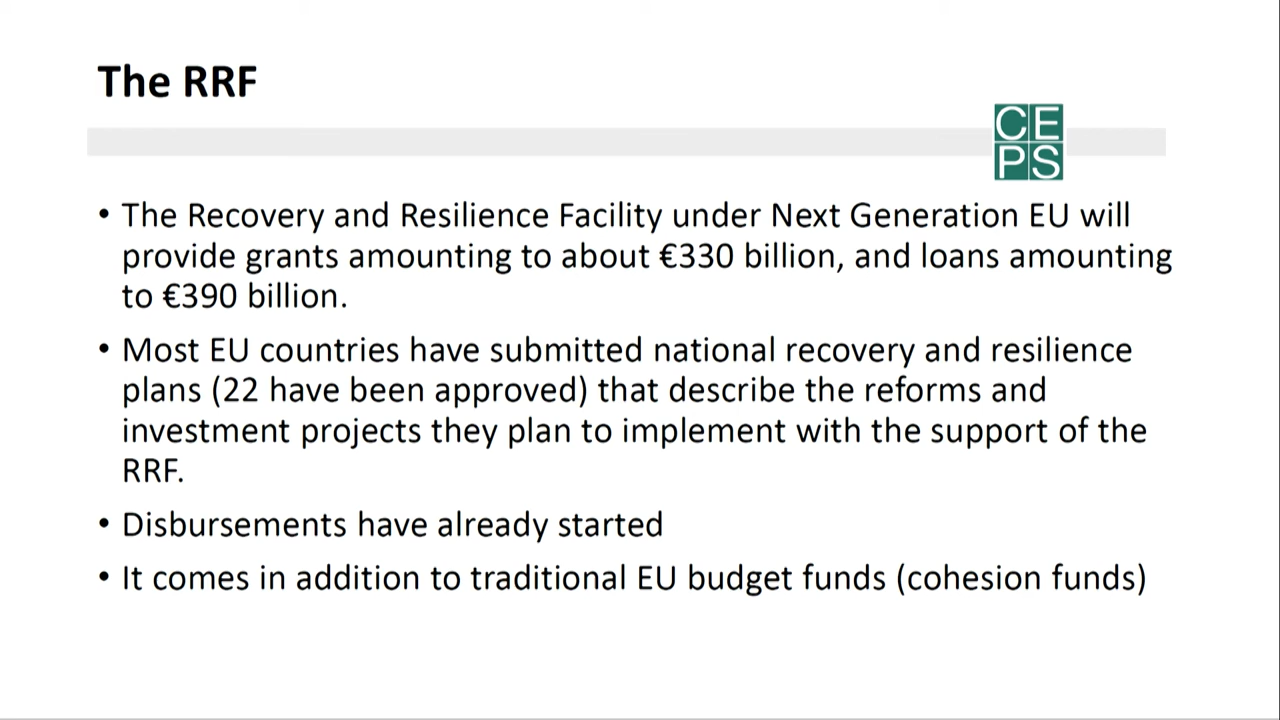 The RRF
CE
PS
• The Recovery and Resilience Facility under Next Generation EU will
provide grants amounting to about €330 billion, and loans amounting
to €390 billion.
• Most EU countries have submitted national recovery and resilience
plans (22 have been approved) that describe the reforms and
investment projects they plan to implement with the support of the
RRF.
• Disbursements have already started
• It comes in addition to traditional EU budget funds (cohesion funds)